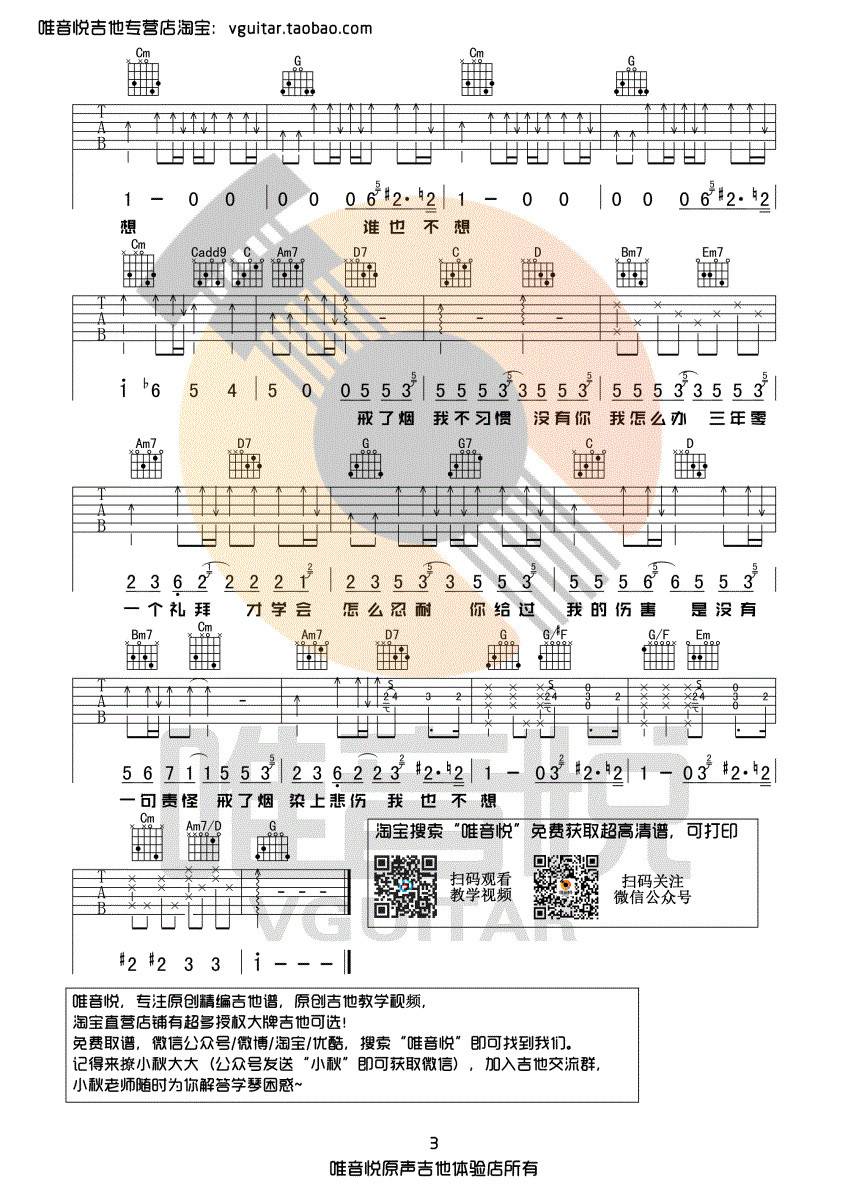 唯音悦吉他专营店淘宝：vguitar.taobao.com
Cm G Cm G
T A B
1 - 0 0 | 0 0 0 6 5 #2· ♮2 | 1 - 0 0 | 0 0 0 6 5 #2· ♮2
想 谁也不想
Cm Cadd9 C Am7 D7 C D Bm7 Em7
T A B
i ♭6 5 4 | 5 0 0 5 5 3 5 | 5 5 5 3 5 3 5 5 3 5 | 5 5 5 3 5 3 5 5 3 5
戒了烟 我不习惯 没有你 我怎么办 三年零
Am7 D7 G G7 C D
T A B
2 3 6 2 2 2 2 1 2 | 2 3 5 3 5 3 5 5 3 5 | 5 5 5 6 5 6 5 5 3 5
一个礼拜 才学会 怎么忍耐 你给过 我的伤害 是没有
Bm7 Cm Am7 D7 G G/#F G/F Em
T A B
5 6 7 1 1 5 5 3 5 | 2 3 6 2 2 2 3 2 #2· ♮2 | 1 - 0 3 2 #2· ♮2 | 1 - 0 3 2 #2· ♮2
一句责怪 戒了烟 染上悲伤 我也不想
Cm Am7/D G
T A B
#2 #2 3 3 | i - - -
淘宝搜索“唯音悦”免费获取超高清谱，可打印
扫码观看
教学视频
扫码关注
微信公众号
唯音悦
VGUITAR
唯音悦，专注原创精编吉他谱，原创吉他教学视频，
淘宝直营店铺有超多授权大牌吉他可选！
免费取谱，微信公众号/微博/淘宝/优酷，搜索“唯音悦”即可找到我们。
记得来撩小秋大大（公众号发送“小秋”即可获取微信），加入吉他交流群，
小秋老师随时为你解答学琴困惑~
3
唯音悦原声吉他体验店所有